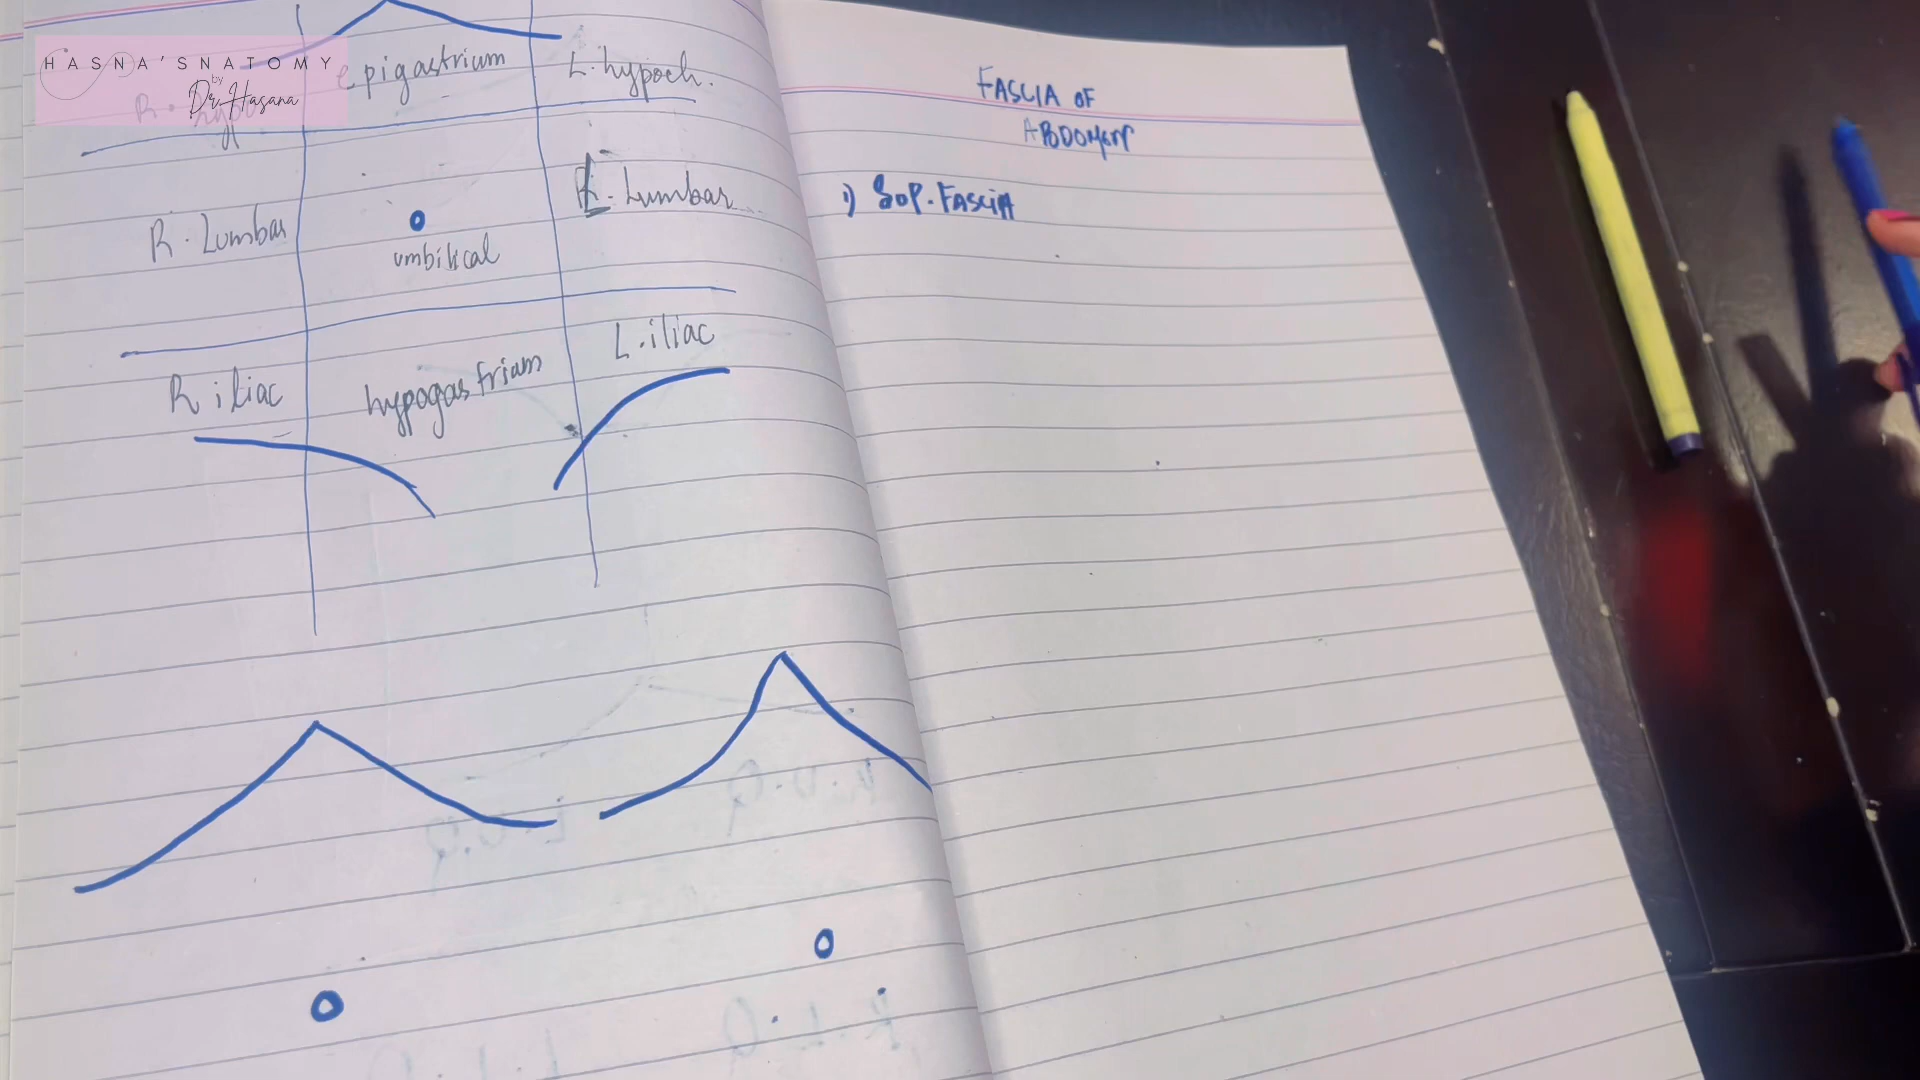 HASNA'SNATOMY
by
Dr. Hasana
epigastrium
L. hypoch.
R. Lumbar
umbilical
L. Lumbar
R iliac
hypogastrium
L. iliac
FASCIA OF
ABDOMEN
1) SUP. FASCIA